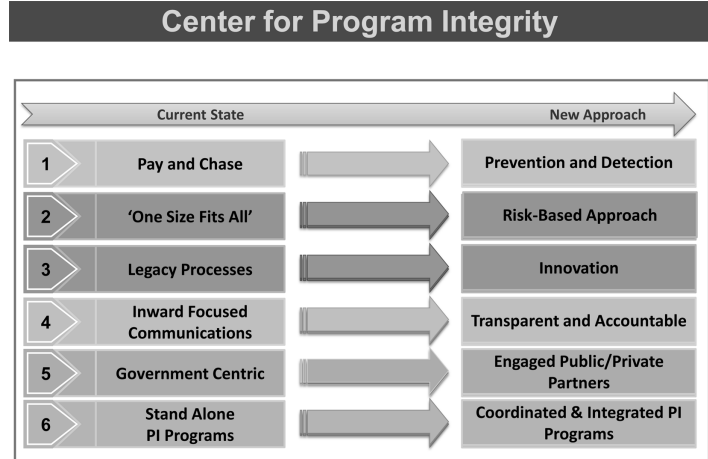 Center for Program Integrity
Current State New Approach
1 Pay and Chase Prevention and Detection
2 ‘One Size Fits All’ Risk-Based Approach
3 Legacy Processes Innovation
4 Inward Focused
Communications Transparent and Accountable
5 Government Centric Engaged Public/Private
Partners
6 Stand Alone
PI Programs Coordinated & Integrated PI
Programs